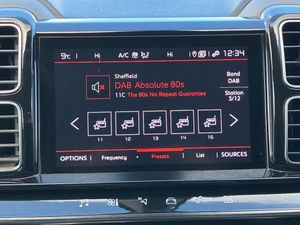 9°C Hi A/C Hi 12:34
Sheffield
DAB Absolute 80s
11C The 80s No Repeat Guarantee
Band
DAB
Station
3/12
11 12 13 14 15
OPTIONS Frequency Presets List SOURCES